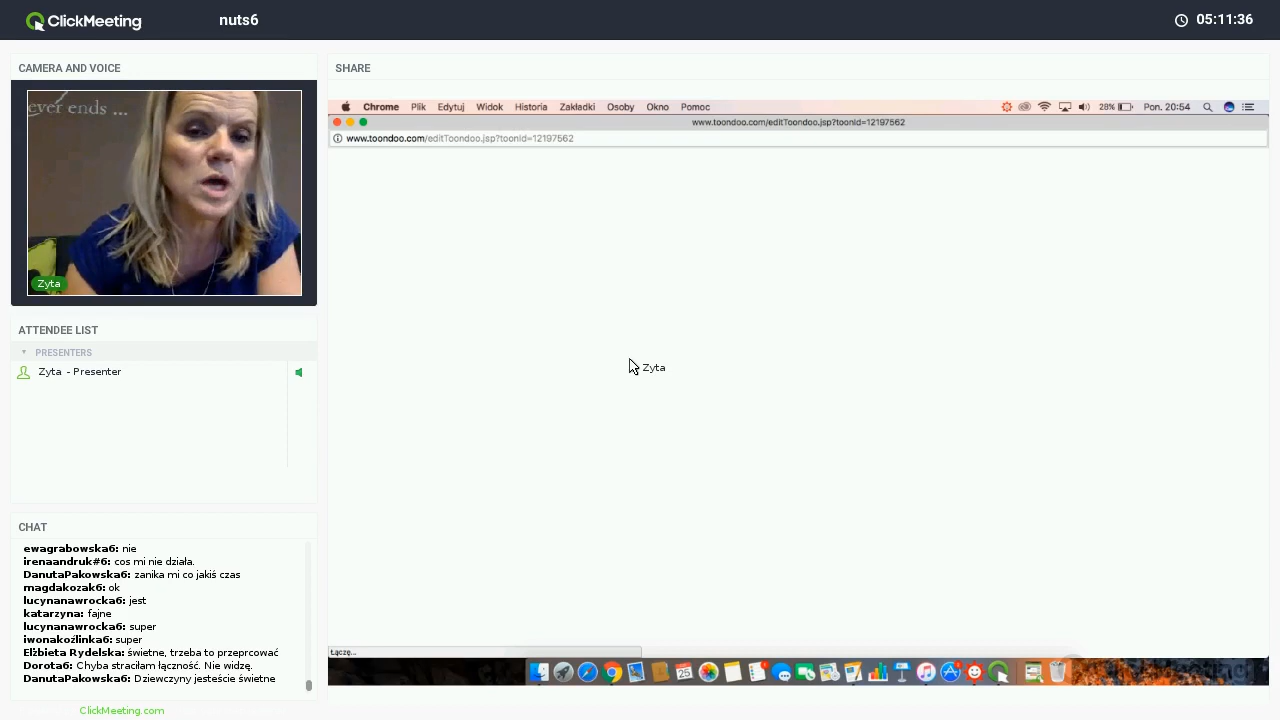 ClickMeeting
nuts6
05:11:36
CAMERA AND VOICE
ever ends ...
Zyta
ATTENDEE LIST
PRESENTERS
Zyta - Presenter
CHAT
ewagrabowska6: nie
irenaandruk#6: cos mi nie działa.
DanutaPakowska6: zanika mi co jakiś czas
magdakozak6: ok
lucynanawrocka6: jest
katarzyna: fajne
lucynanawrocka6: super
iwonakoźlinka6: super
Elżbieta Rydelska: świetne, trzeba to przeprcować
Dorota6: Chyba straciłam łączność. Nie widzę.
DanutaPakowska6: Dziewczyny jesteście świetne
ClickMeeting.com
SHARE
Chrome Plik Edytuj Widok Historia Zakładki Osoby Okno Pomoc
28% Pon. 20:54
www.toondoo.com/editToondoo.jsp?toonId=12197562
www.toondoo.com/editToondoo.jsp?toonId=12197562
Zyta
Łączę...
25